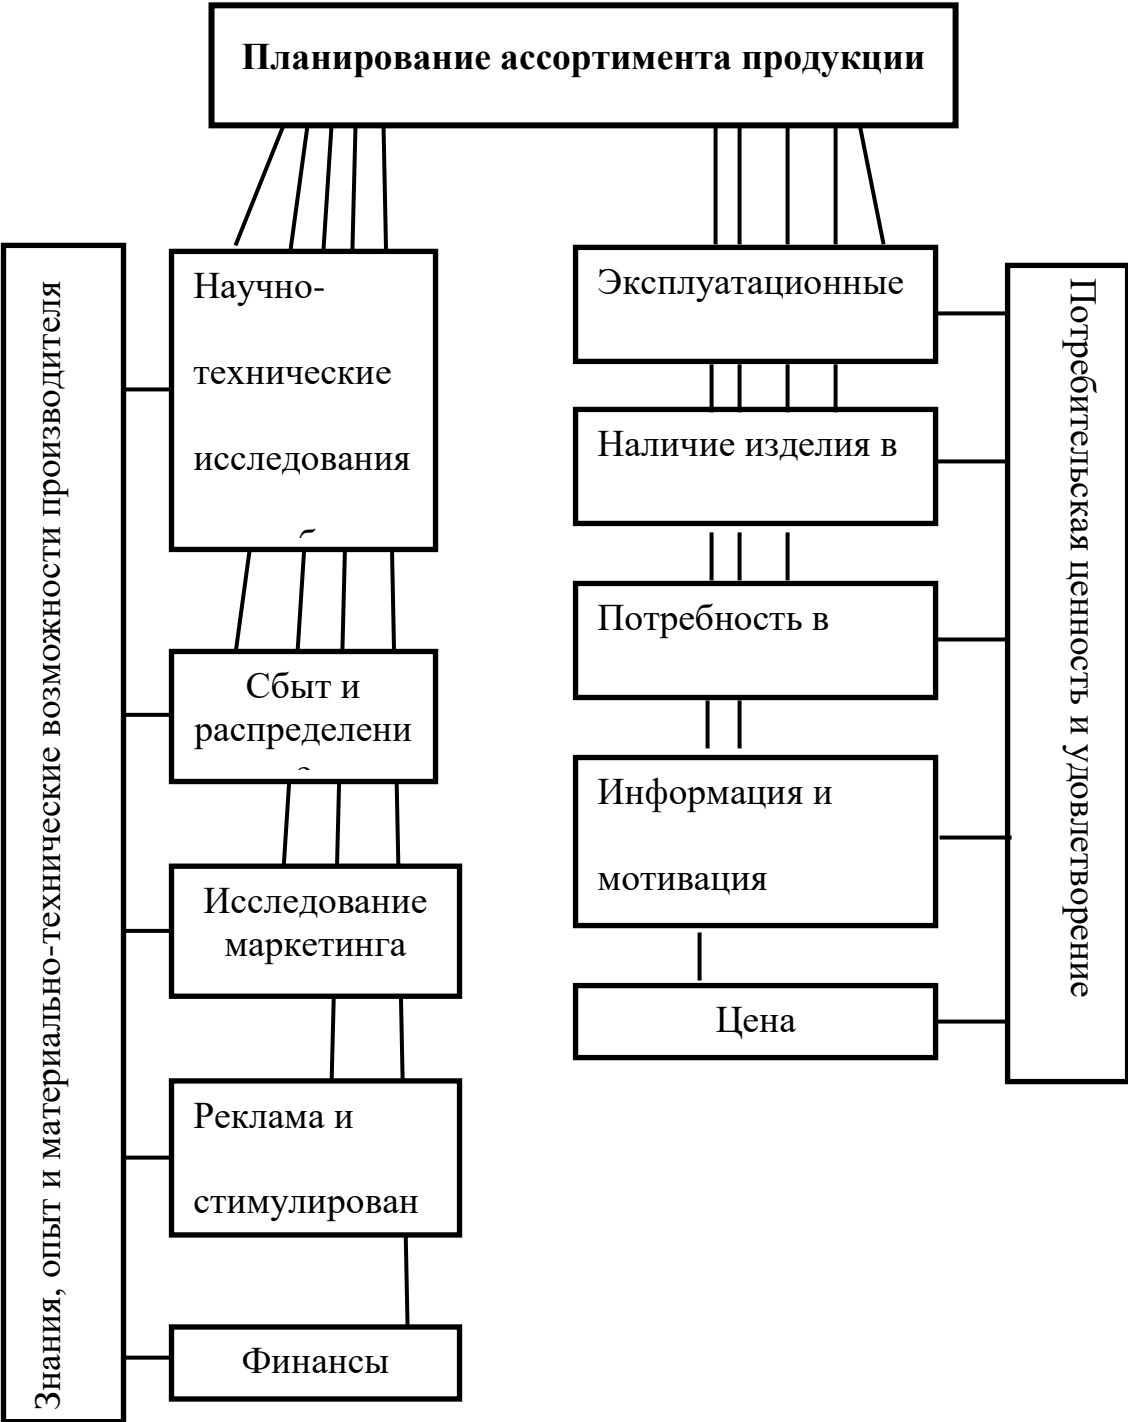 Планирование ассортимента продукции
Знания, опыт и материально-технические возможности производителя
Научно-
технические
исследования
Сбыт и
распределени
Исследование
маркетинга
Реклама и
стимулирован
Финансы
Эксплуатационные
Наличие изделия в
Потребность в
Информация и
мотивация
Цена
Потребительская ценность и удовлетворение